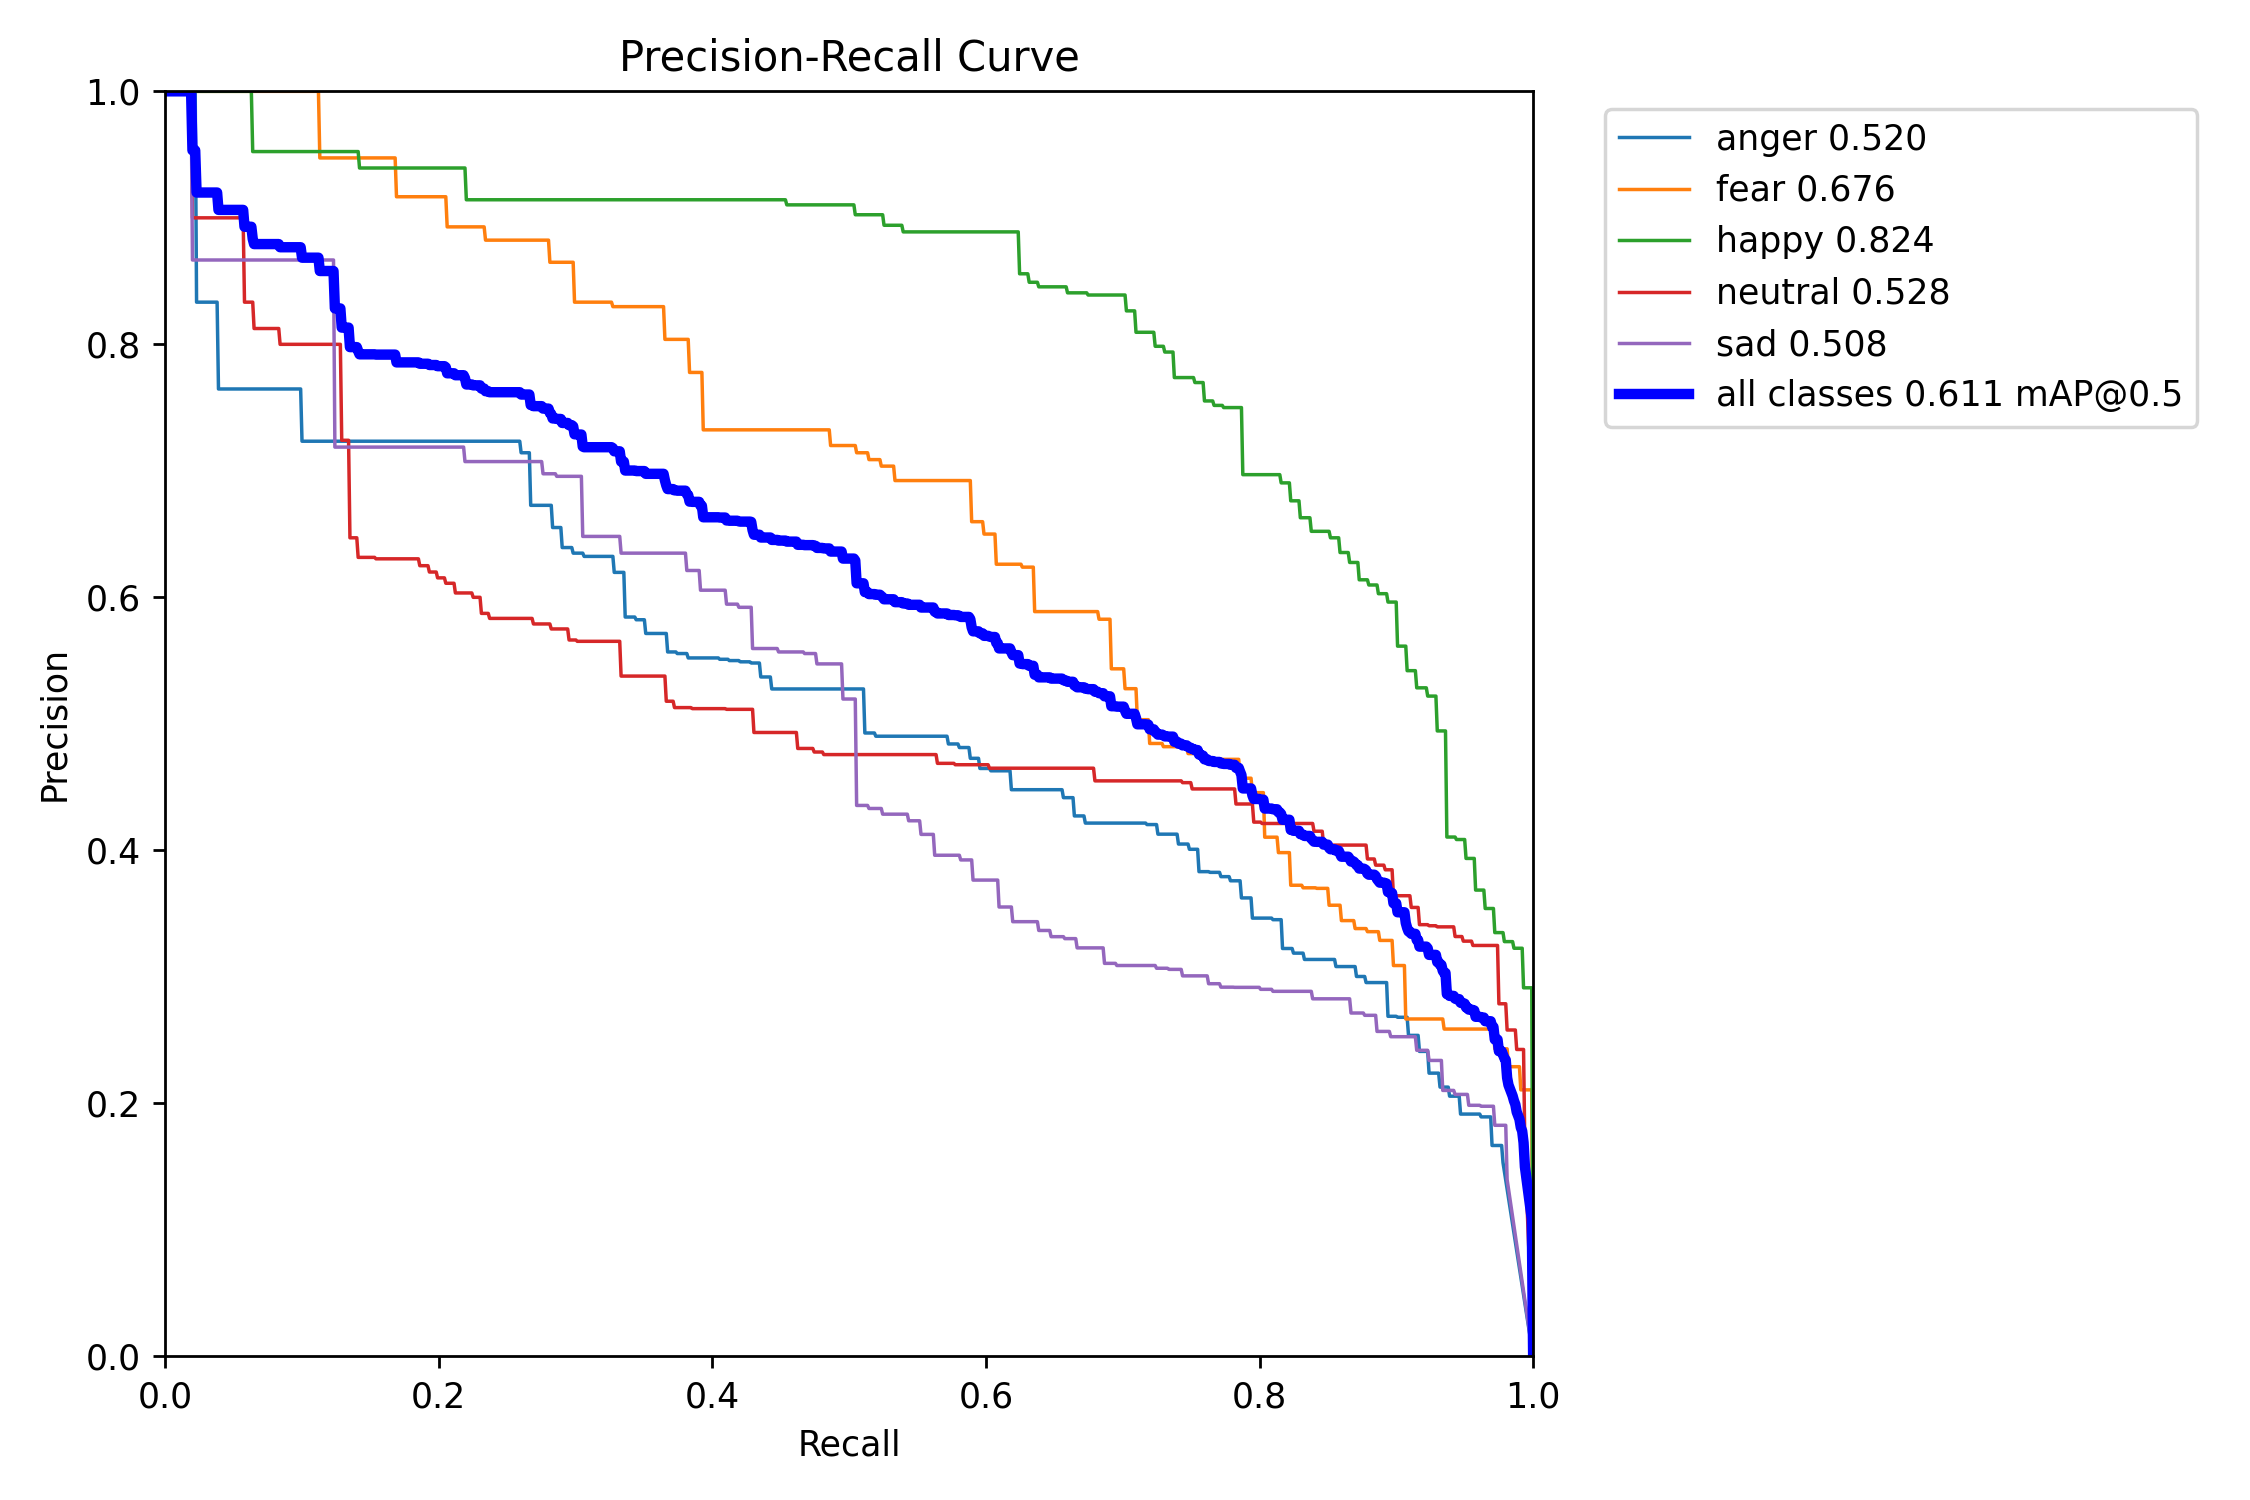 Precision-Recall Curve
1.0
0.8
0.6
0.4
0.2
0.0
Precision
0.0 0.2 0.4 0.6 0.8 1.0
Recall
anger 0.520
fear 0.676
happy 0.824
neutral 0.528
sad 0.508
all classes 0.611 mAP@0.5